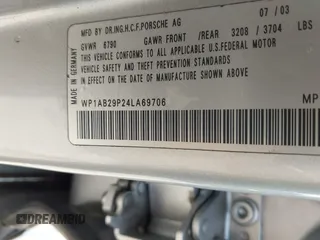 MFD BY DR.ING.H.C.F.PORSCHE AG 07/03
GVWR 6790 GAWR FRONT /REAR 3208 / 3704 LBS
THIS VEHICLE CONFORMS TO ALL APPLICABLE U.S.FEDERAL MOTOR
VEHICLE SAFETY AND THEFT PREVENTION STANDARDS IN EFFECT
ON THE DATE OF MANUFACTURE SHOWN ABOVE
WP1AB29P24LA69706 MP
MADE IN GERMANY
DREAMBID